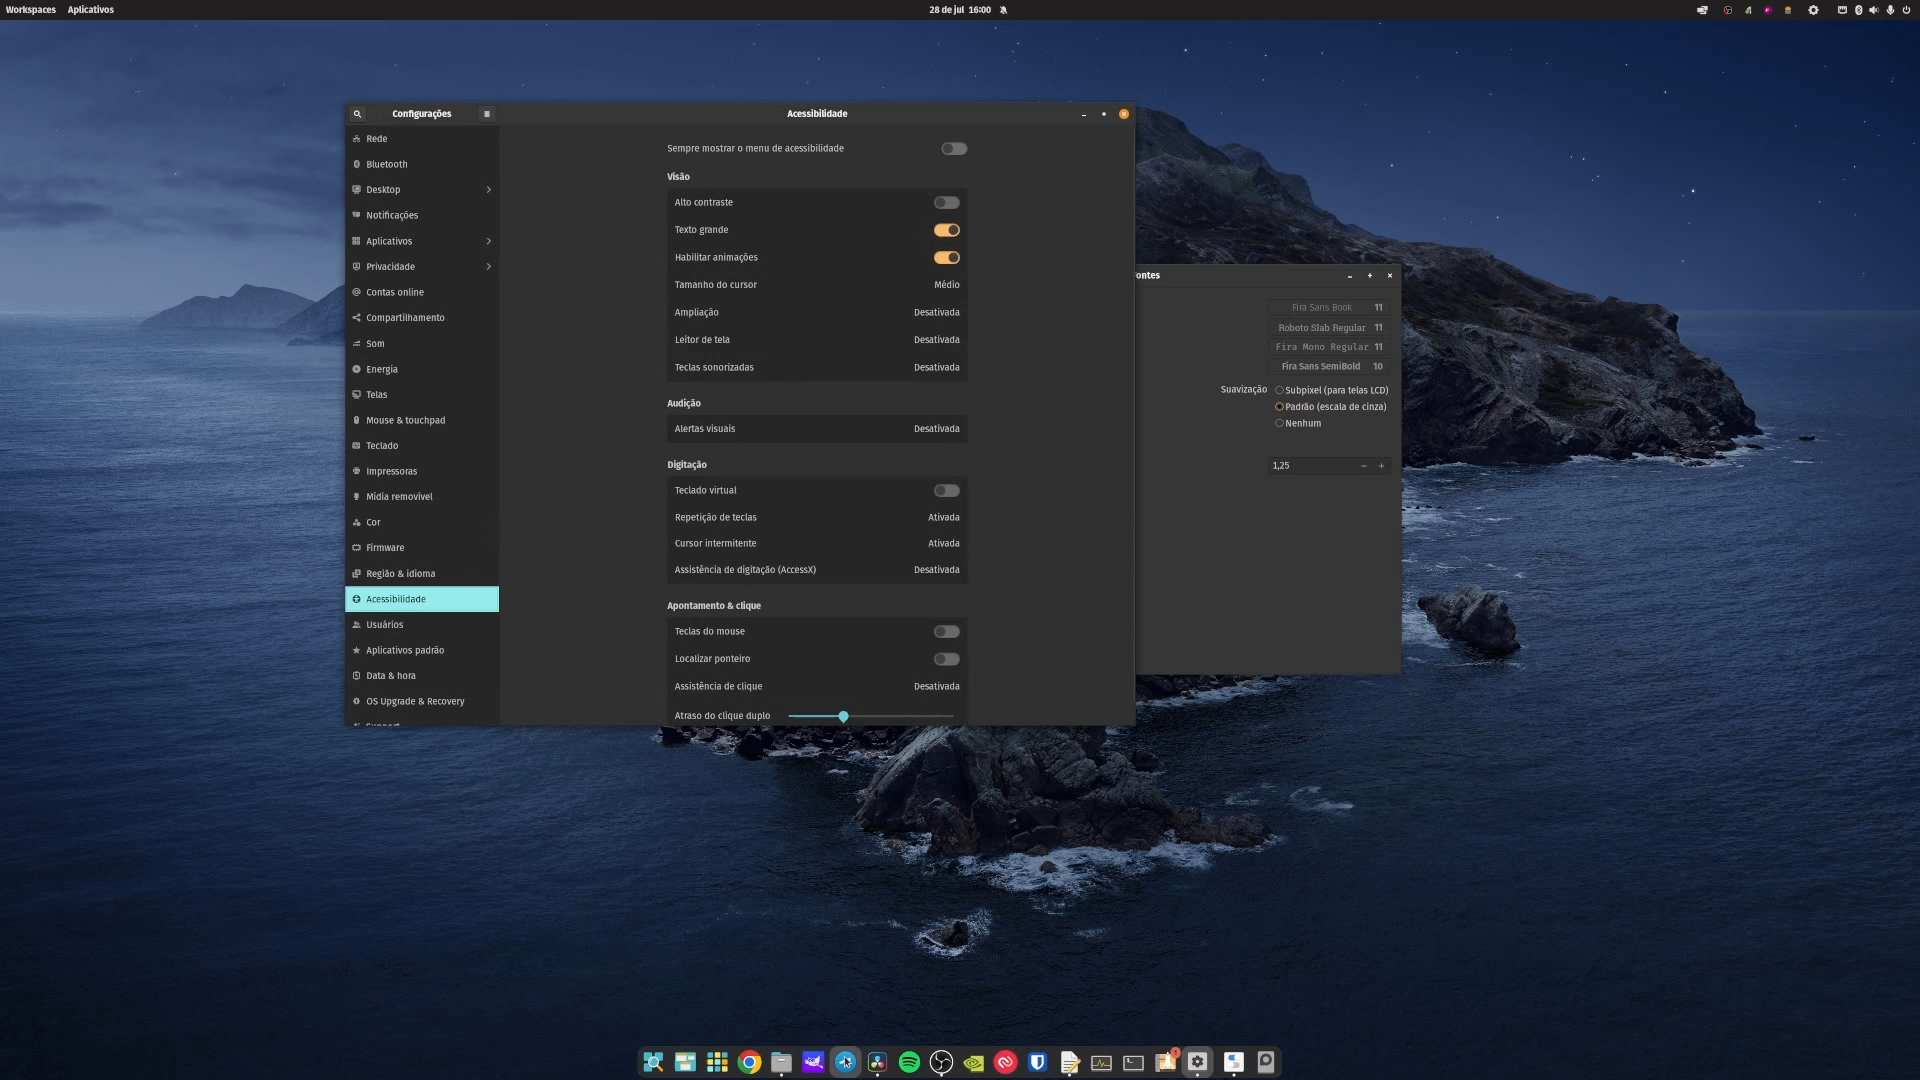 Workspaces Aplicativos 28 de jul 16:00
Configurações Acessibilidade
Rede
Bluetooth
Desktop
Notificações
Aplicativos
Privacidade
Contas online
Compartilhamento
Som
Energia
Telas
Mouse & touchpad
Teclado
Impressoras
Mídia removível
Cor
Firmware
Região & idioma
Acessibilidade
Usuários
Aplicativos padrão
Data & hora
OS Upgrade & Recovery
Support
Sempre mostrar o menu de acessibilidade
Visão
Alto contraste
Texto grande
Habilitar animações
Tamanho do cursor Médio
Ampliação Desativada
Leitor de tela Desativada
Teclas sonorizadas Desativada
Audição
Alertas visuais Desativada
Digitação
Teclado virtual
Repetição de teclas Ativada
Cursor intermitente Ativada
Assistência de digitação (AccessX) Desativada
Apontamento & clique
Teclas do mouse
Localizar ponteiro
Assistência de clique Desativada
Atraso do clique duplo
ontes
Fira Sans Book 11
Roboto Slab Regular 11
Fira Mono Regular 11
Fira Sans SemiBold 10
Suavização Subpixel (para telas LCD)
Padrão (escala de cinza)
Nenhum
1,25 − +